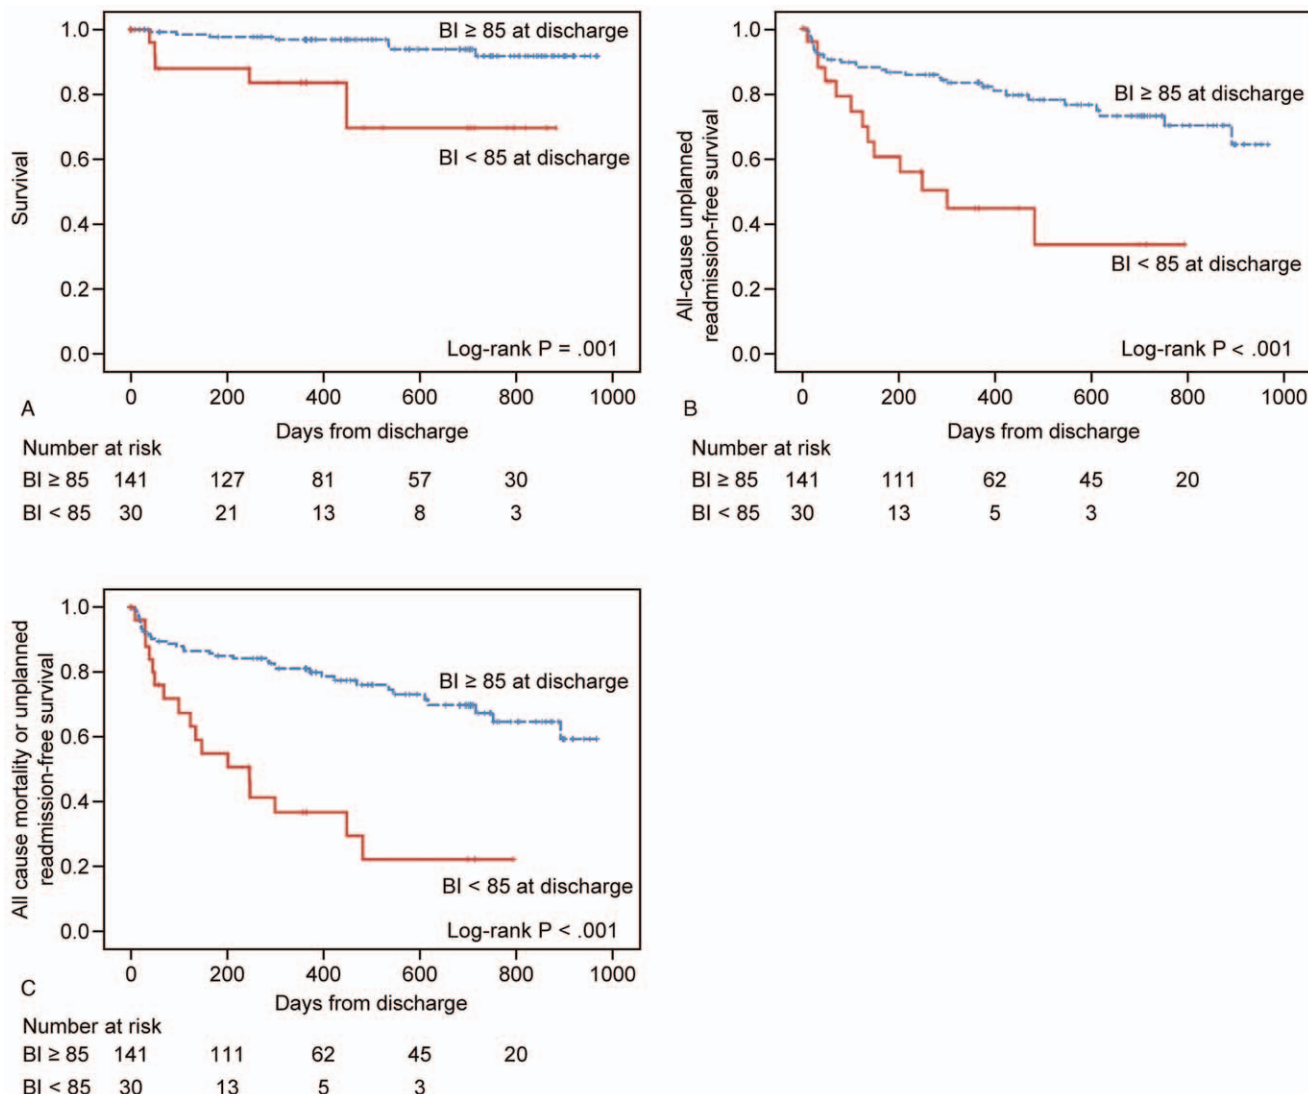 1.0
0.8
0.6
0.4
0.2
0.0
Survival
BI ≥ 85 at discharge
BI < 85 at discharge
Log-rank P = .001
0 200 400 600 800 1000
A
Days from discharge
Number at risk
BI ≥ 85 141 127 81 57 30
BI < 85 30 21 13 8 3
1.0
0.8
0.6
0.4
0.2
0.0
All-cause unplanned
readmission-free survival
BI ≥ 85 at discharge
BI < 85 at discharge
Log-rank P < .001
0 200 400 600 800 1000
B
Days from discharge
Number at risk
BI ≥ 85 141 111 62 45 20
BI < 85 30 13 5 3
1.0
0.8
0.6
0.4
0.2
0.0
All cause mortality or unplanned
readmission-free survival
BI ≥ 85 at discharge
BI < 85 at discharge
Log-rank P < .001
0 200 400 600 800 1000
C
Days from discharge
Number at risk
BI ≥ 85 141 111 62 45 20
BI < 85 30 13 5 3